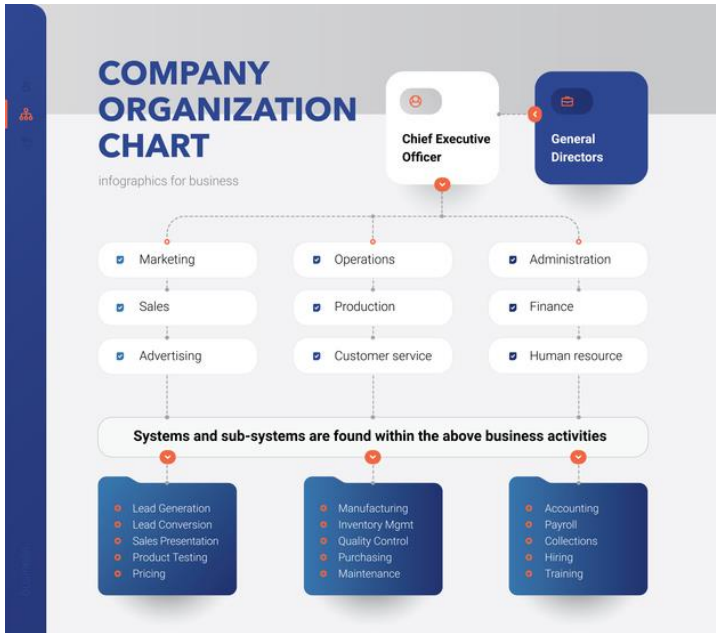 COMPANY
ORGANIZATION
CHART
infographics for business
Chief Executive
Officer
General
Directors
Marketing
Operations
Administration
Sales
Production
Finance
Advertising
Customer service
Human resource
Systems and sub-systems are found within the above business activities
Lead Generation
Lead Conversion
Sales Presentation
Product Testing
Pricing
Manufacturing
Inventory Mgmt
Quality Control
Purchasing
Maintenance
Accounting
Payroll
Collections
Hiring
Training